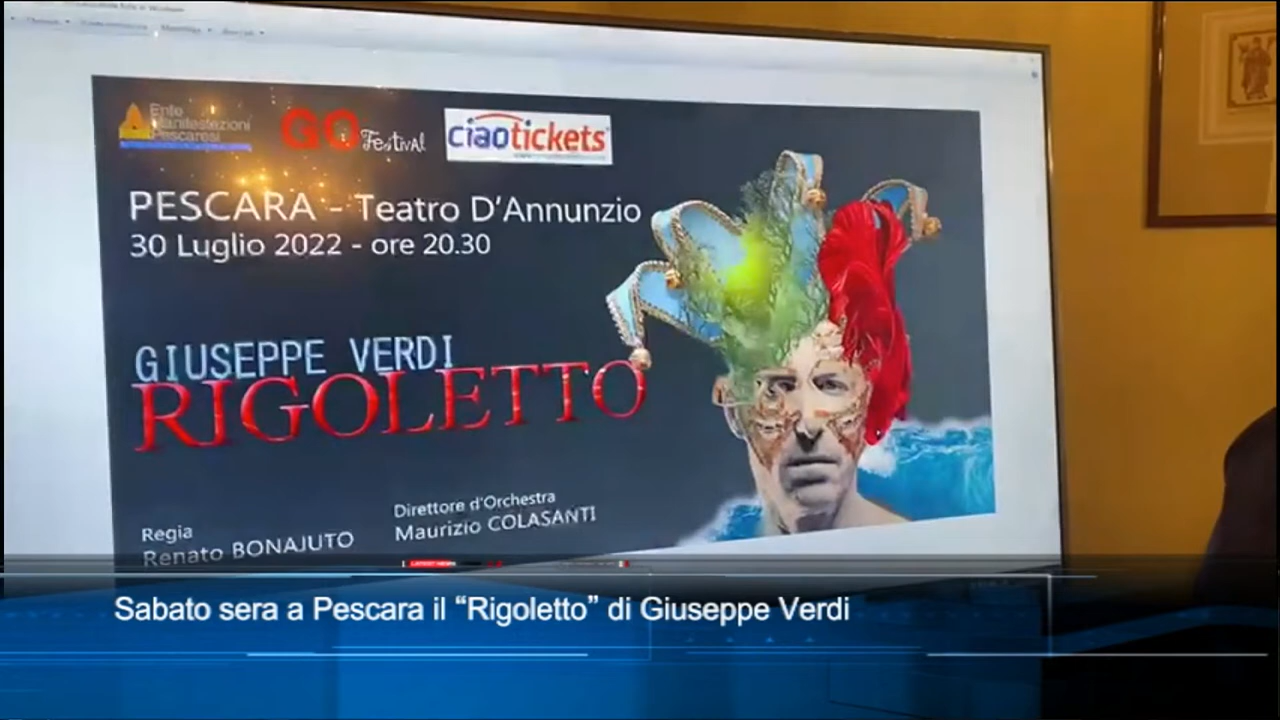 Ente
Manifestazioni
Pescaresi
GO Festival
ciaotickets
PESCARA - Teatro D'Annunzio
30 Luglio 2022 - ore 20.30
GIUSEPPE VERDI
RIGOLETTO
Regia
Renato BONAJUTO
Direttore d'Orchestra
Maurizio COLASANTI
Sabato sera a Pescara il “Rigoletto” di Giuseppe Verdi